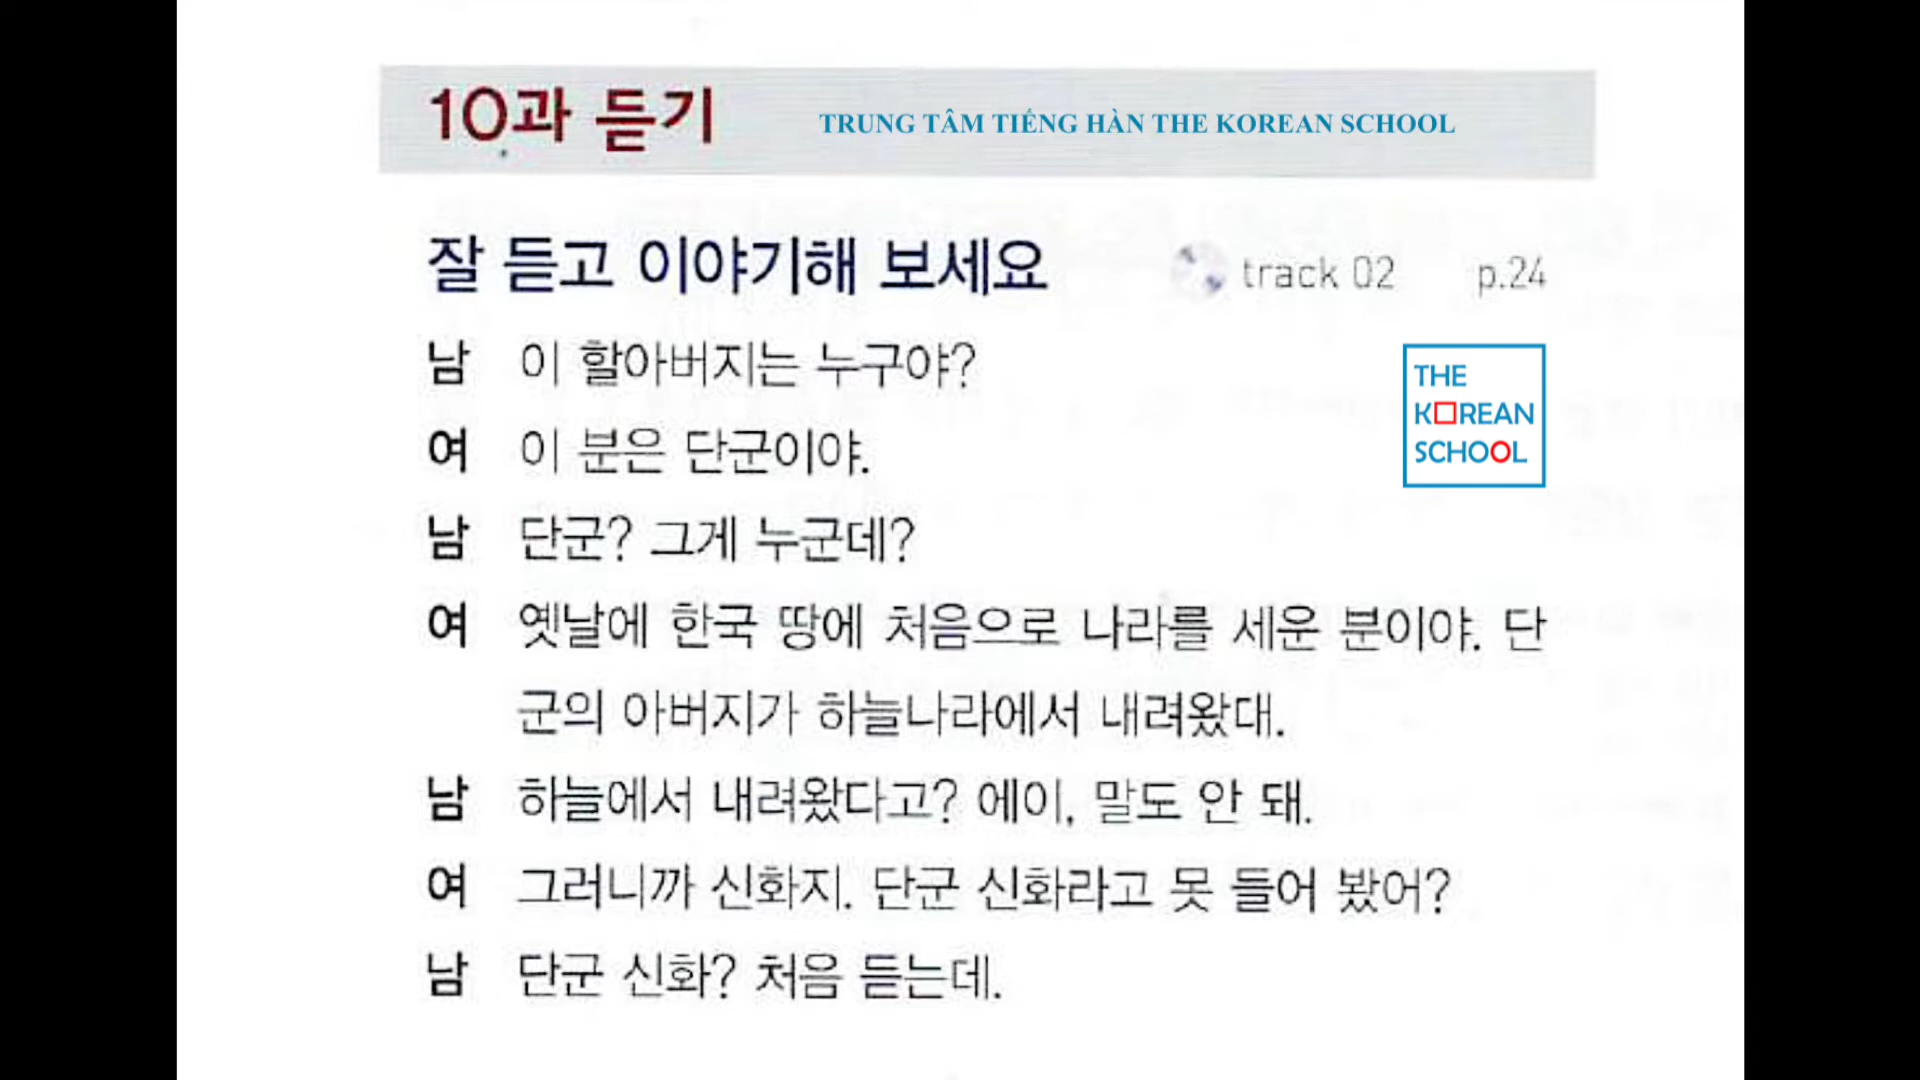 10과 듣기
TRUNG TÂM TIẾNG HÀN THE KOREAN SCHOOL
잘 듣고 이야기해 보세요
track 02 p.24
THE
KOREAN
SCHOOL
남 이 할아버지는 누구야?
여 이 분은 단군이야.
남 단군? 그게 누군데?
여 옛날에 한국 땅에 처음으로 나라를 세운 분이야. 단
군의 아버지가 하늘나라에서 내려왔대.
남 하늘에서 내려왔다고? 에이, 말도 안 돼.
여 그러니까 신화지. 단군 신화라고 못 들어 봤어?
남 단군 신화? 처음 듣는데.